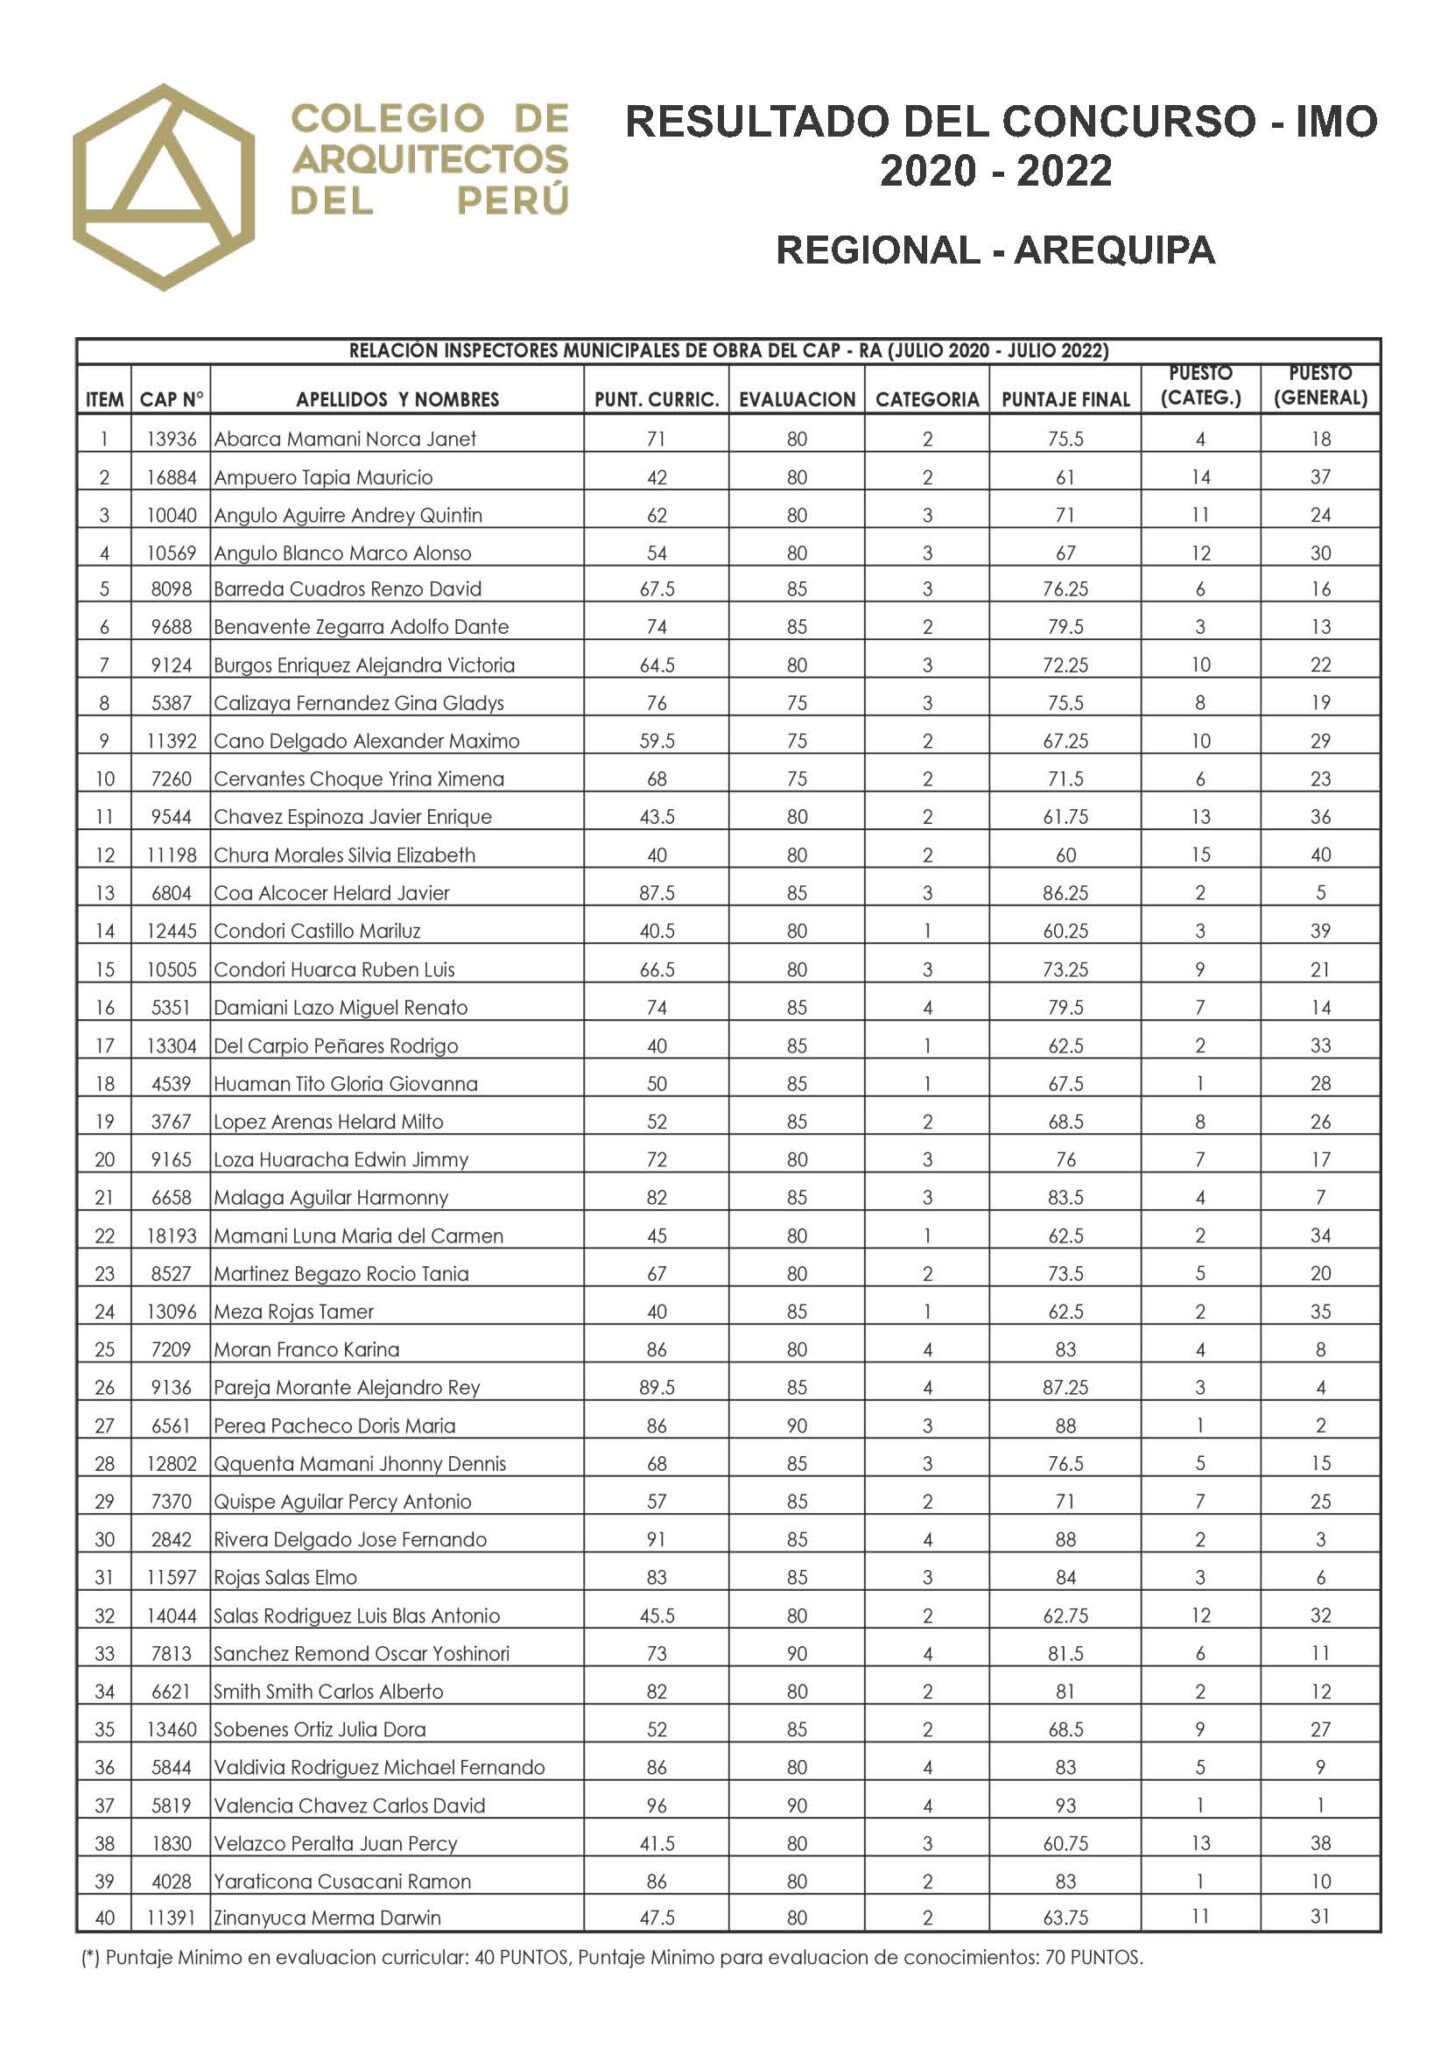 COLEGIO DE
ARQUITECTOS
DEL PERÚ
RESULTADO DEL CONCURSO - IMO
2020 - 2022
REGIONAL - AREQUIPA
RELACIÓN INSPECTORES MUNICIPALES DE OBRA DEL CAP - RA (JULIO 2020 - JULIO 2022)
ITEM CAP N° APELLIDOS Y NOMBRES PUNT. CURRIC. EVALUACION CATEGORIA PUNTAJE FINAL PUESTO (CATEG.) PUESTO (GENERAL)
1 13936 Abarca Mamani Norca Janet 71 80 2 75.5 4 18
2 16884 Ampuero Tapia Mauricio 42 80 2 61 14 37
3 10040 Angulo Aguirre Andrey Quintin 62 80 3 71 11 24
4 10569 Angulo Blanco Marco Alonso 54 80 3 67 12 30
5 8098 Barreda Cuadros Renzo David 67.5 85 3 76.25 6 16
6 9688 Benavente Zegarra Adolfo Dante 74 85 2 79.5 3 13
7 9124 Burgos Enriquez Alejandra Victoria 64.5 80 3 72.25 10 22
8 5387 Calizaya Fernandez Gina Gladys 76 75 3 75.5 8 19
9 11392 Cano Delgado Alexander Maximo 59.5 75 2 67.25 10 29
10 7260 Cervantes Choque Yrina Ximena 68 75 2 71.5 6 23
11 9544 Chavez Espinoza Javier Enrique 43.5 80 2 61.75 13 36
12 11198 Chura Morales Silvia Elizabeth 40 80 2 60 15 40
13 6804 Coa Alcocer Helard Javier 87.5 85 3 86.25 2 5
14 12445 Condori Castillo Mariluz 40.5 80 1 60.25 3 39
15 10505 Condori Huarca Ruben Luis 66.5 80 3 73.25 9 21
16 5351 Damiani Lazo Miguel Renato 74 85 4 79.5 7 14
17 13304 Del Carpio Peñares Rodrigo 40 85 1 62.5 2 33
18 4539 Huaman Tito Gloria Giovanna 50 85 1 67.5 1 28
19 3767 Lopez Arenas Helard Milto 52 85 2 68.5 8 26
20 9165 Loza Huaracha Edwin Jimmy 72 80 3 76 7 17
21 6658 Malaga Aguilar Harmonny 82 85 3 83.5 4 7
22 18193 Mamani Luna Maria del Carmen 45 80 1 62.5 2 34
23 8527 Martinez Begazo Rocio Tania 67 80 2 73.5 5 20
24 13096 Meza Rojas Tamer 40 85 1 62.5 2 35
25 7209 Moran Franco Karina 86 80 4 83 4 8
26 9136 Pareja Morante Alejandro Rey 89.5 85 4 87.25 3 4
27 6561 Perea Pacheco Doris Maria 86 90 3 88 1 2
28 12802 Qquenta Mamani Jhonny Dennis 68 85 3 76.5 5 15
29 7370 Quispe Aguilar Percy Antonio 57 85 2 71 7 25
30 2842 Rivera Delgado Jose Fernando 91 85 4 88 2 3
31 11597 Rojas Salas Elmo 83 85 3 84 3 6
32 14044 Salas Rodriguez Luis Blas Antonio 45.5 80 2 62.75 12 32
33 7813 Sanchez Remond Oscar Yoshinori 73 90 4 81.5 6 11
34 6621 Smith Smith Carlos Alberto 82 80 2 81 2 12
35 13460 Sobenes Ortiz Julia Dora 52 85 2 68.5 9 27
36 5844 Valdivia Rodriguez Michael Fernando 86 80 4 83 5 9
37 5819 Valencia Chavez Carlos David 96 90 4 93 1 1
38 1830 Velazco Peralta Juan Percy 41.5 80 3 60.75 13 38
39 4028 Yaraticona Cusacani Ramon 86 80 2 83 1 10
40 11391 Zinanyuca Merma Darwin 47.5 80 2 63.75 11 31
(*) Puntaje Minimo en evaluacion curricular: 40 PUNTOS, Puntaje Minimo para evaluacion de conocimientos: 70 PUNTOS.